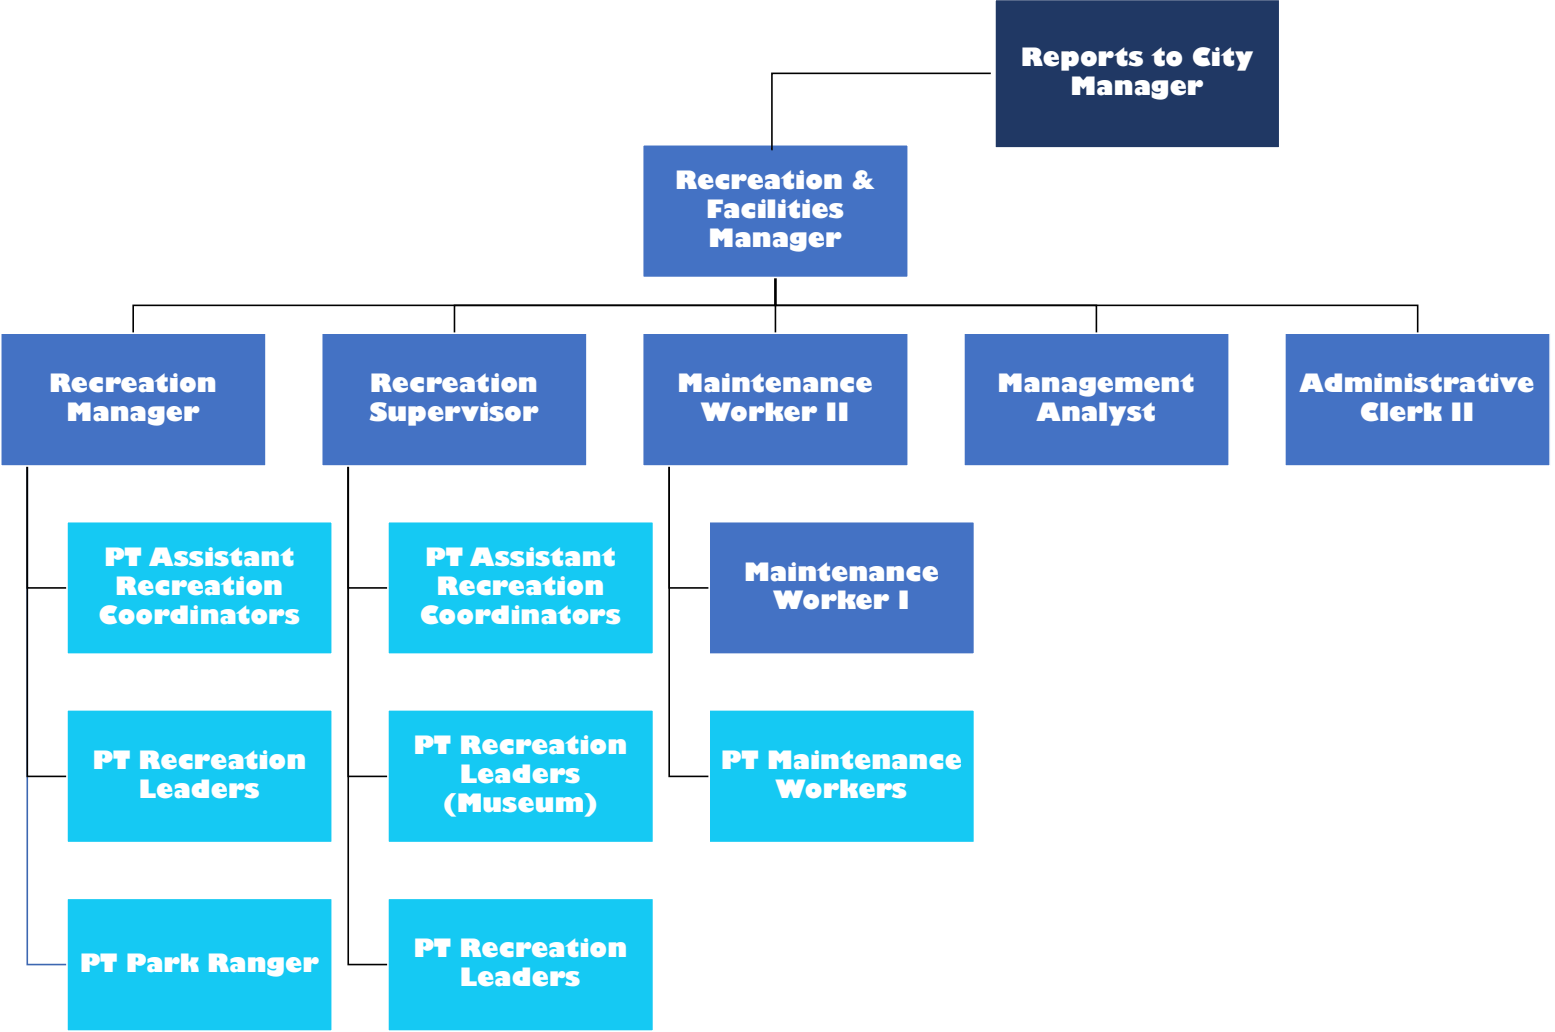 Reports to City
Manager
Recreation &
Facilities
Manager
Recreation
Manager
Recreation
Supervisor
Maintenance
Worker II
Management
Analyst
Administrative
Clerk II
PT Assistant
Recreation
Coordinators
PT Assistant
Recreation
Coordinators
Maintenance
Worker I
PT Recreation
Leaders
PT Recreation
Leaders
(Museum)
PT Maintenance
Workers
PT Park Ranger
PT Recreation
Leaders